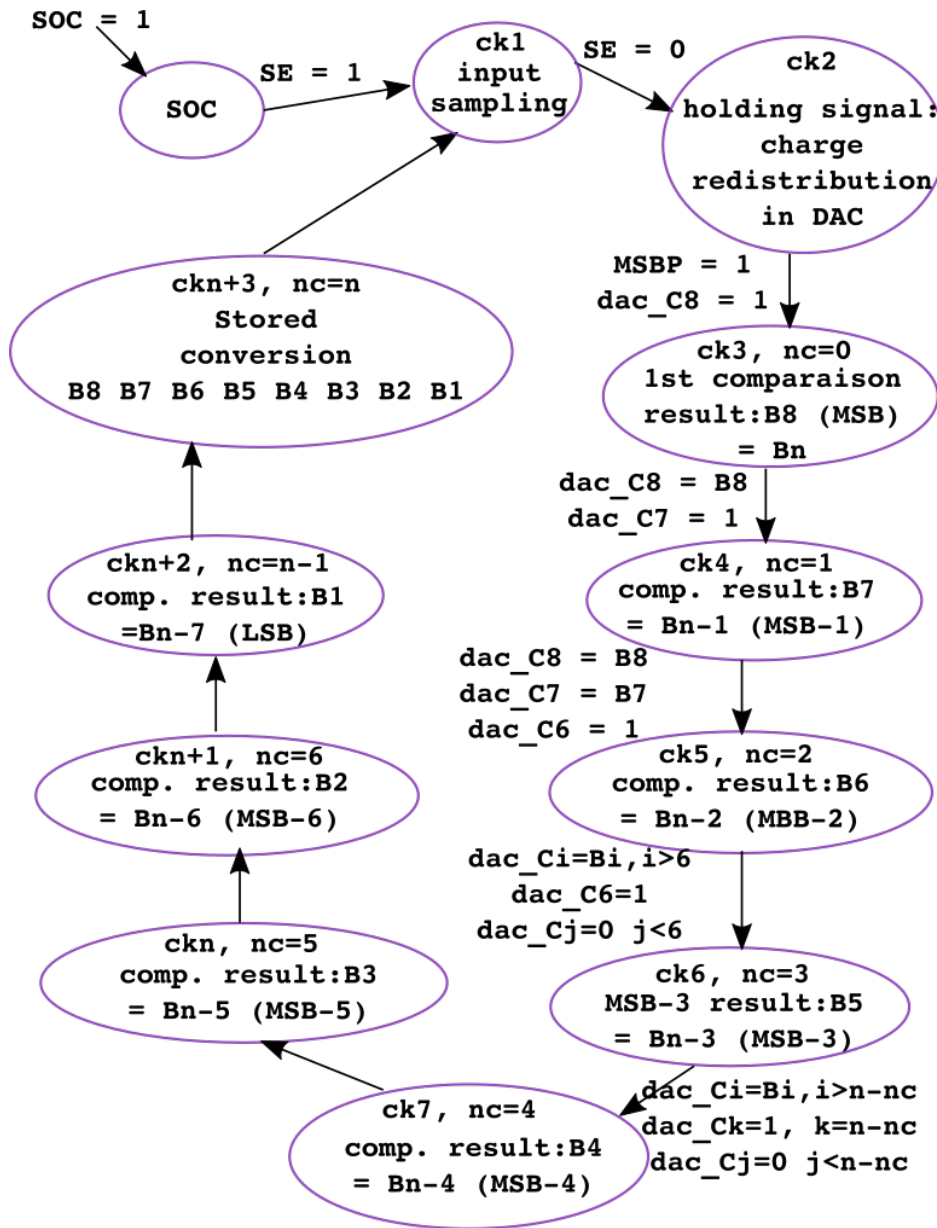 SOC = 1
SOC
SE = 1
ck1
input
sampling
SE = 0
ck2
holding signal:
charge
redistribution
in DAC
MSBP = 1
dac_C8 = 1
ck3, nc=0
1st comparaison
result:B8 (MSB)
= Bn
dac_C8 = B8
dac_C7 = 1
ck4, nc=1
comp. result:B7
= Bn-1 (MSB-1)
dac_C8 = B8
dac_C7 = B7
dac_C6 = 1
ck5, nc=2
comp. result:B6
= Bn-2 (MBB-2)
dac_Ci=Bi,i>6
dac_C6=1
dac_Cj=0 j<6
ck6, nc=3
MSB-3 result:B5
= Bn-3 (MSB-3)
dac_Ci=Bi,i>n-nc
dac_Ck=1, k=n-nc
dac_Cj=0 j<n-nc
ck7, nc=4
comp. result:B4
= Bn-4 (MSB-4)
ckn, nc=5
comp. result:B3
= Bn-5 (MSB-5)
ckn+1, nc=6
comp. result:B2
= Bn-6 (MSB-6)
ckn+2, nc=n-1
comp. result:B1
=Bn-7 (LSB)
ckn+3, nc=n
Stored
conversion
B8 B7 B6 B5 B4 B3 B2 B1